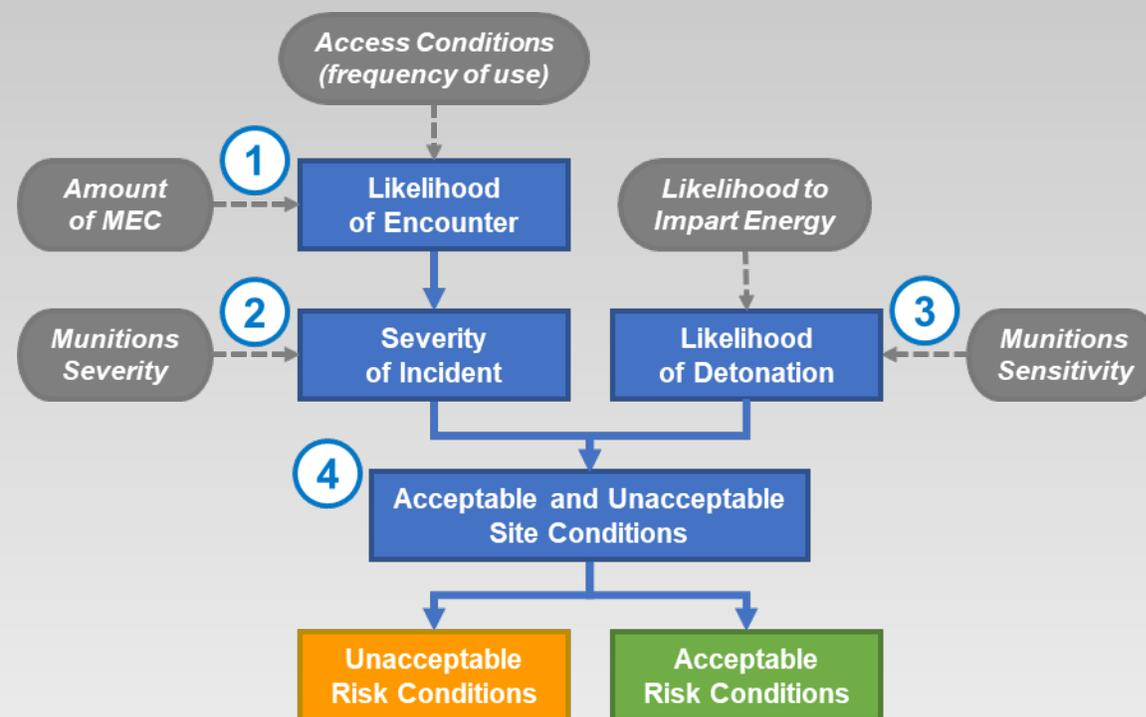 Access Conditions
(frequency of use)
1
Amount
of MEC
Likelihood
of Encounter
Likelihood to
Impart Energy
2
Munitions
Severity
Severity
of Incident
Likelihood
of Detonation
3
Munitions
Sensitivity
4
Acceptable and Unacceptable
Site Conditions
Unacceptable
Risk Conditions
Acceptable
Risk Conditions